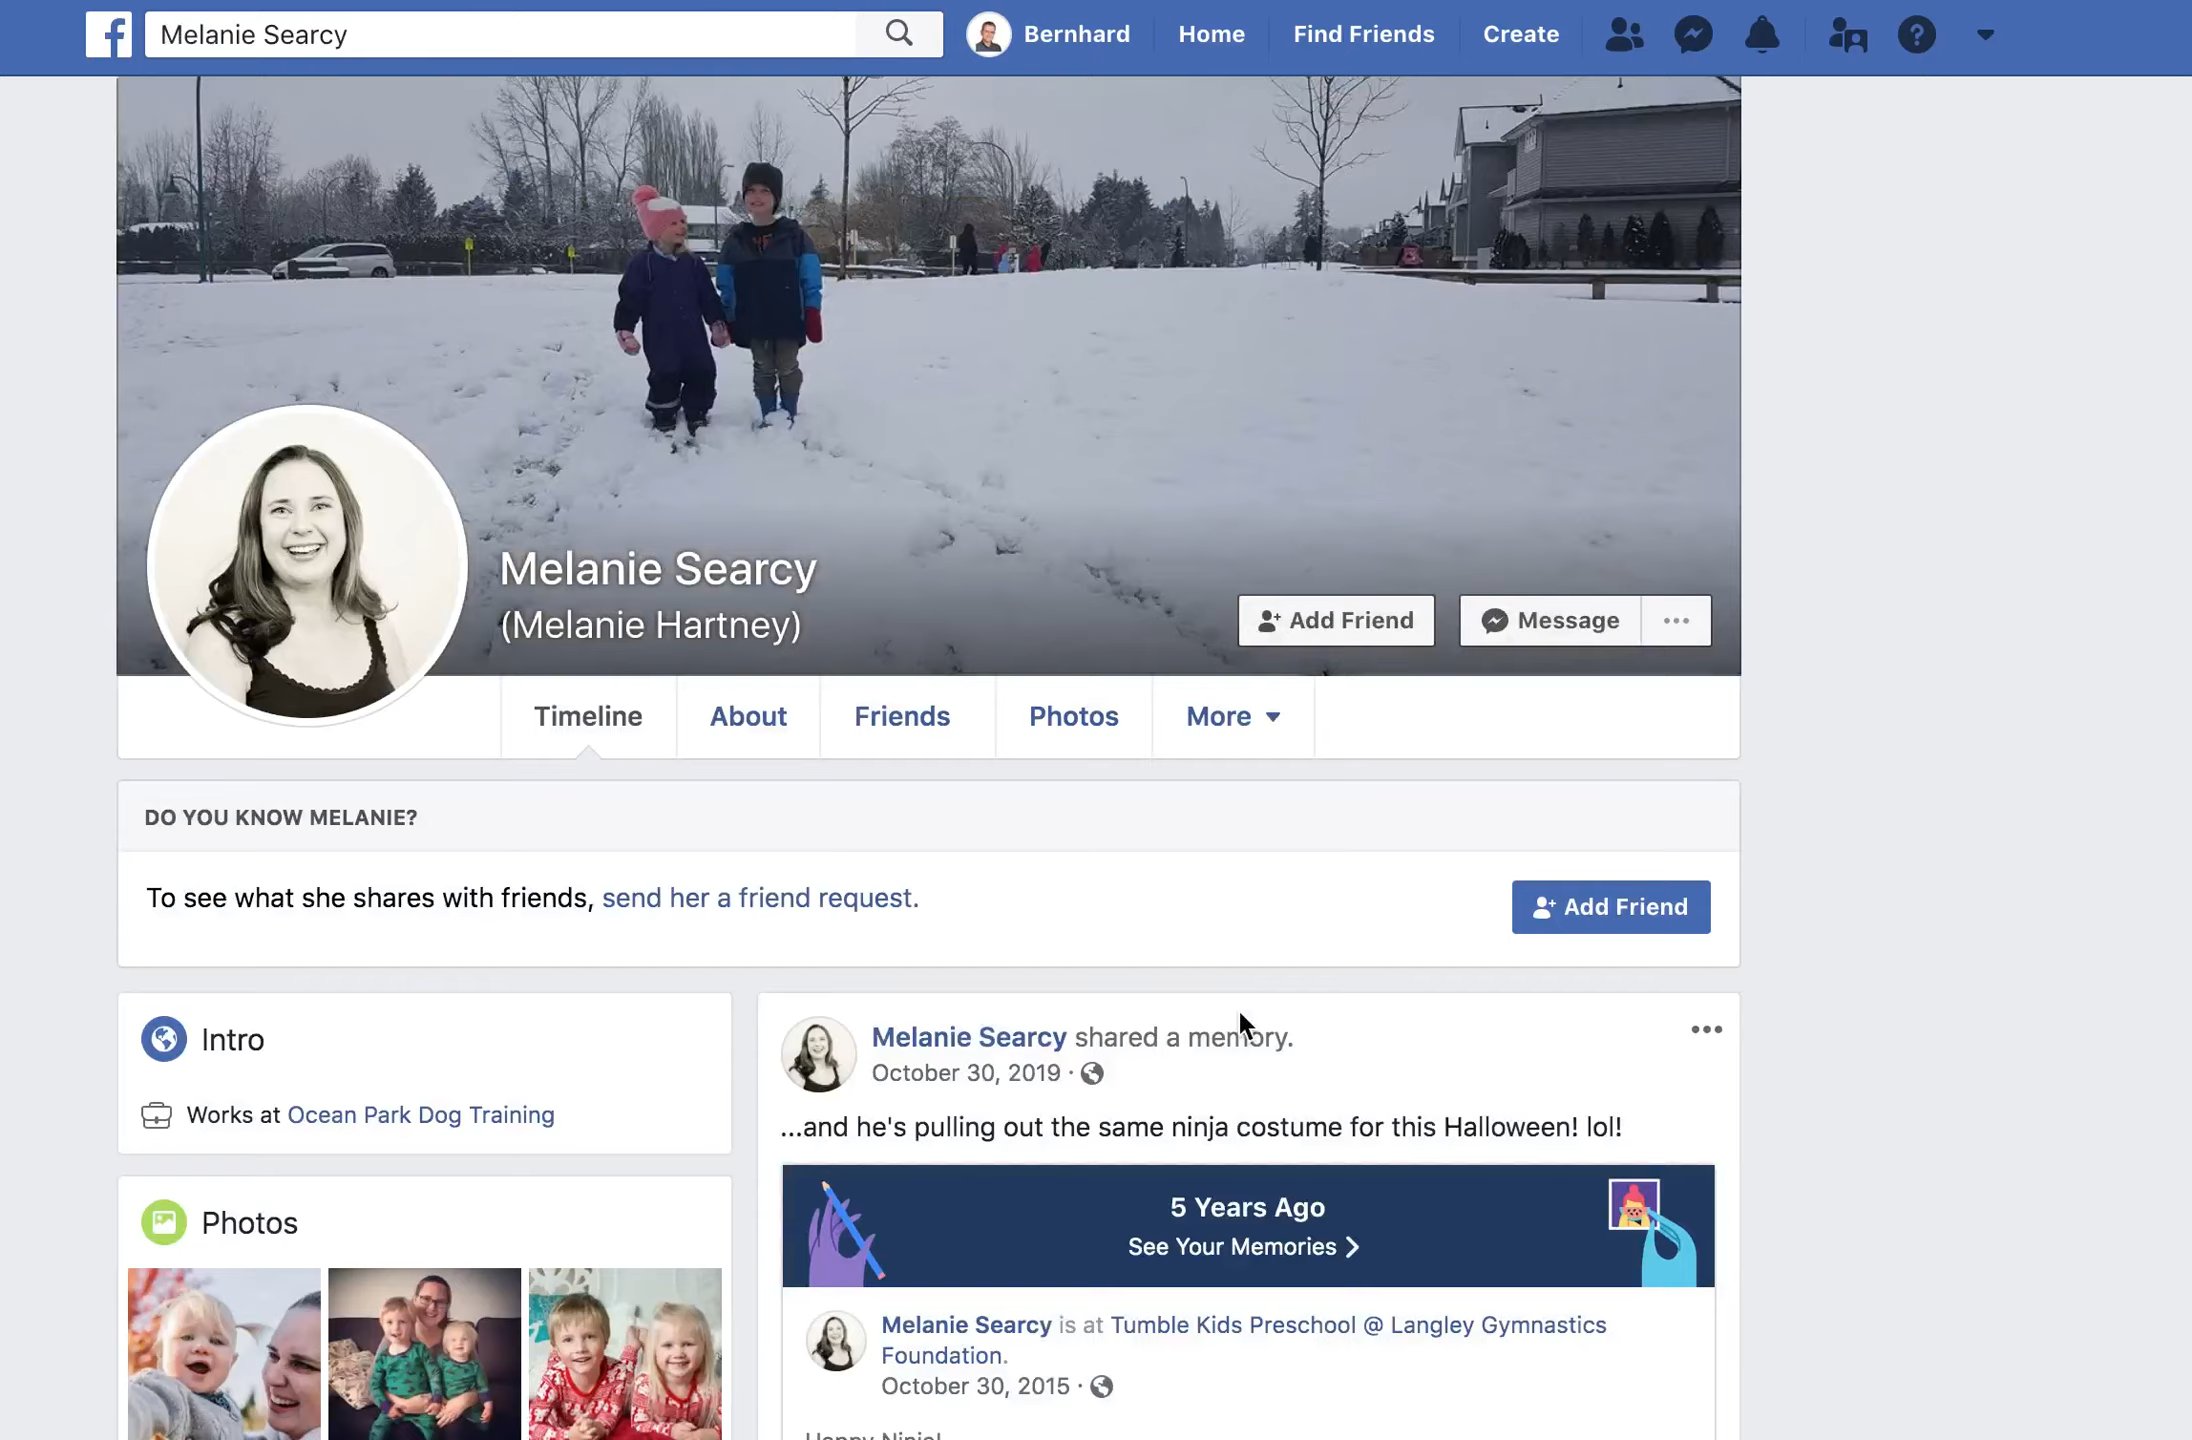 Melanie Searcy
Bernhard
Home
Find Friends
Create
Melanie Searcy
(Melanie Hartney)
Add Friend
Message
Timeline
About
Friends
Photos
More
DO YOU KNOW MELANIE?
To see what she shares with friends, send her a friend request.
Add Friend
Intro
Works at Ocean Park Dog Training
Photos
Melanie Searcy shared a memory.
October 30, 2019 ·
...and he's pulling out the same ninja costume for this Halloween! lol!
5 Years Ago
See Your Memories
Melanie Searcy is at Tumble Kids Preschool @ Langley Gymnastics
Foundation.
October 30, 2015 ·